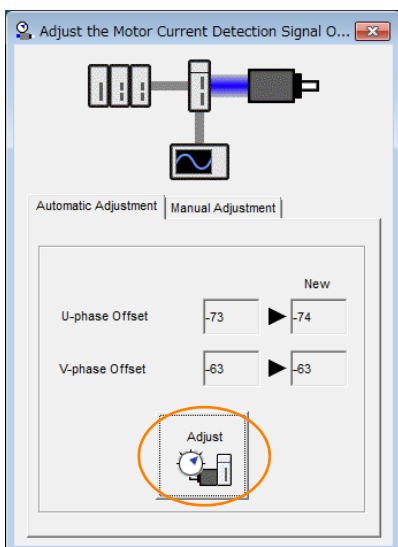 Adjust the Motor Current Detection Signal O...
Automatic Adjustment
Manual Adjustment
New
U-phase Offset
-73
-74
V-phase Offset
-63
-63
Adjust